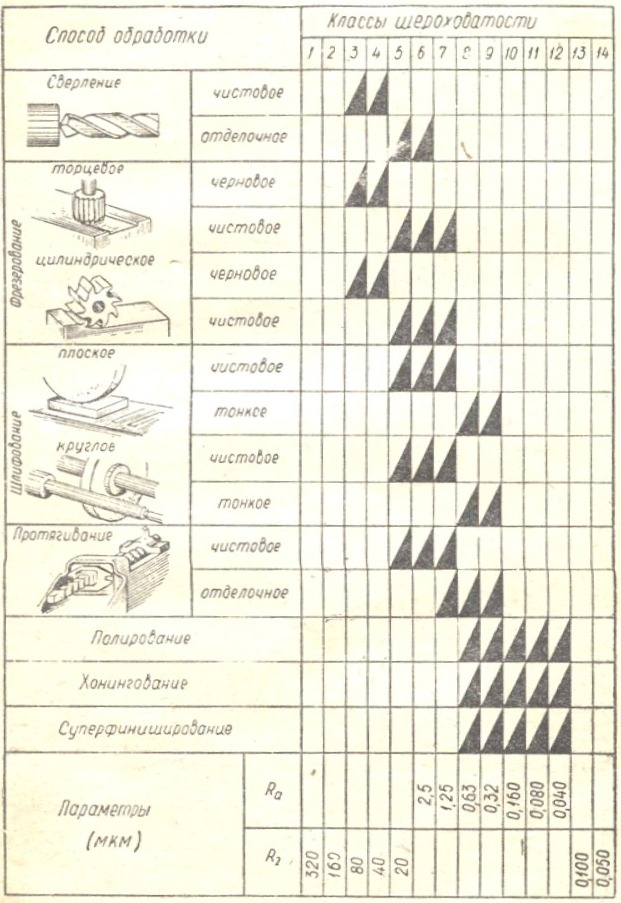 Способ обработки
Классы шероховатости
1 2 3 4 5 6 7 8 9 10 11 12 13 14
Сверление
чистовое
отделочное
Фрезерование
торцевое
черновое
чистовое
цилиндрическое
черновое
чистовое
Шлифование
плоское
чистовое
тонкое
круглое
чистовое
тонкое
Протягивание
чистовое
отделочное
Полирование
Хонингование
Суперфиниширование
Параметры
(мкм)
Ra
2,5 1,25 0,63 0,32 0,160 0,080 0,040
Rz
320 160 80 40 20 0,100 0,050